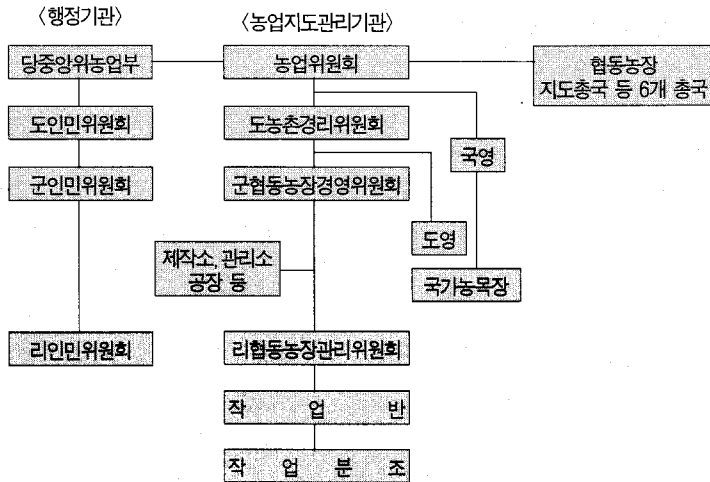 〈행정기관〉
〈농업지도관리기관〉
당중앙위농업부
농업위원회
협동농장
지도총국 등 6개 총국
도인민위원회
도농촌경리위원회
국영
군인민위원회
군협동농장경영위원회
도영
제작소, 관리소
공장 등
국가농목장
리인민위원회
리협동농장관리위원회
작 업 반
작 업 분 조